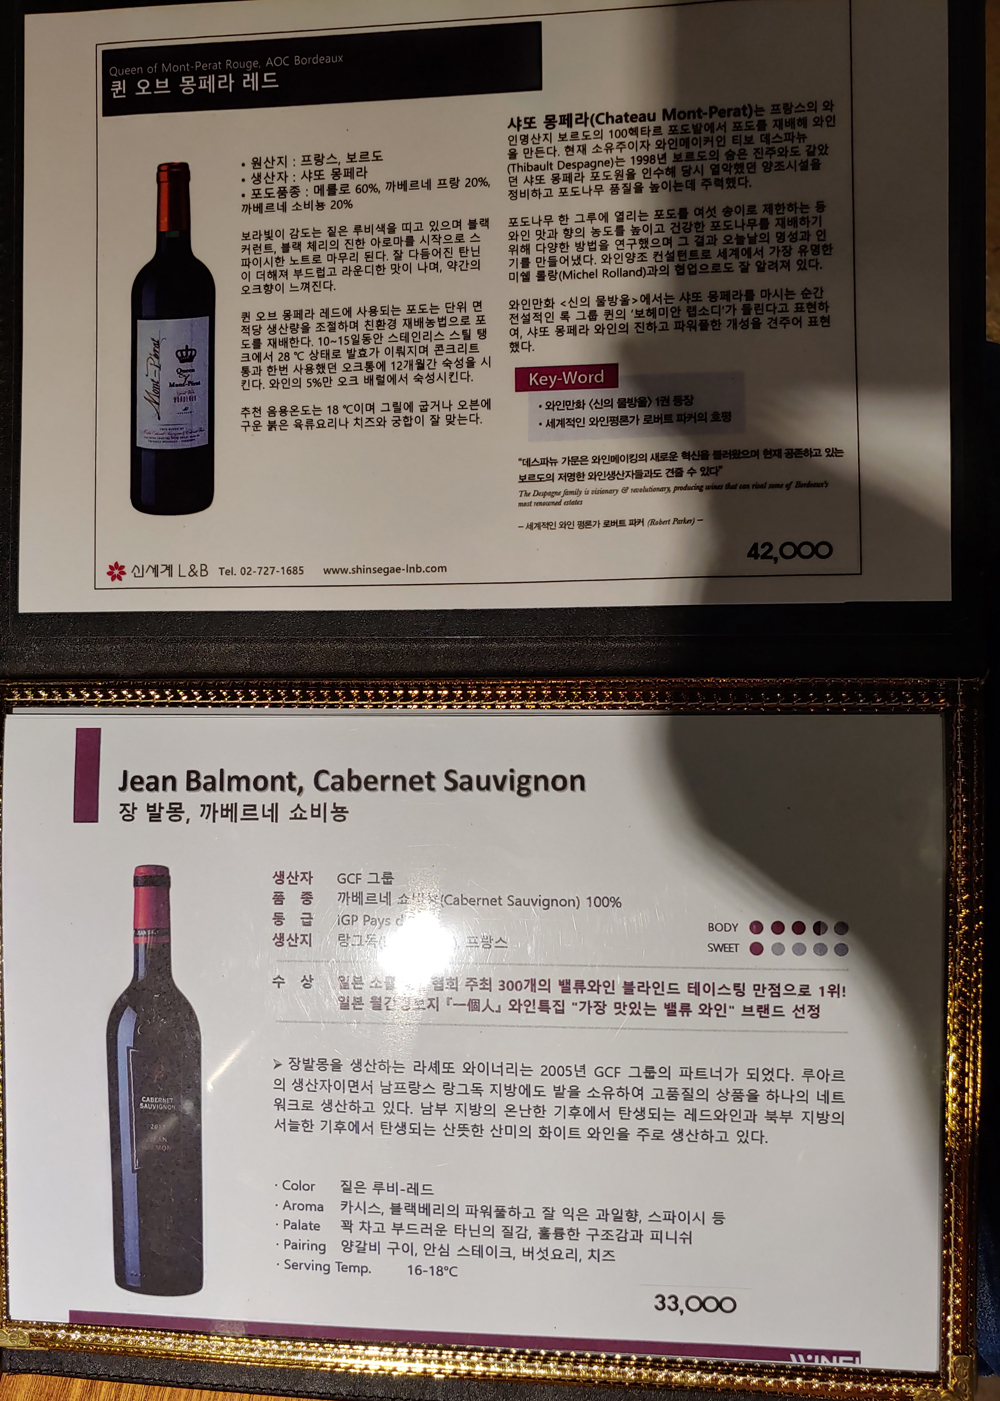 Queen of Mont-Perat Rouge, AOC Bordeaux
퀸 오브 몽페라 레드
• 원산지 : 프랑스, 보르도
• 생산자 : 샤또 몽페라
• 포도품종 : 메를로 60%, 까베르네 프랑 20%,
까베르네 소비뇽 20%
보라빛이 감도는 짙은 루비색을 띠고 있으며 블랙
커런트, 블랙 체리의 진한 아로마를 시작으로 스
파이시한 노트로 마무리 된다. 잘 다듬어진 탄닌
이 더해져 부드럽고 라운디한 맛이 나며, 약간의
오크향이 느껴진다.
퀸 오브 몽페라 레드에 사용되는 포도는 단위 면
적당 생산량을 조절하며 친환경 재배농법으로 포
도를 재배한다. 10~15일동안 스테인리스 스틸 탱
크에서 28 ℃ 상태로 발효가 이뤄지며 콘크리트
통과 한번 사용했던 오크통에 12개월간 숙성을 시
킨다. 와인의 5%만 오크 배럴에서 숙성시킨다.
추천 음용온도는 18 ℃이며 그릴에 굽거나 오븐에
구운 붉은 육류요리나 치즈와 궁합이 잘 맞는다.
샤또 몽페라(Chateau Mont-Perat)는 프랑스의 와
인명산지 보르도의 100헥타르 포도밭에서 포도를 재배해 와인
을 만든다. 현재 소유주이자 와인메이커인 티보 데스파뉴
(Thibault Despagne)는 1998년 보르도의 숨은 진주와도 같았
던 샤또 몽페라 포도원을 인수해 당시 열악했던 양조시설을
정비하고 포도나무 품질을 높이는데 주력했다.
포도나무 한 그루에 열리는 포도를 여섯 송이로 제한하는 등
와인 맛과 향의 농도를 높이고 건강한 포도나무를 재배하기
위해 다양한 방법을 연구했으며 그 결과 오늘날의 명성과 인
기를 만들어냈다. 와인양조 컨설턴트로 세계에서 가장 유명한
미쉘 롤랑(Michel Rolland)과의 협업으로도 잘 알려져 있다.
와인만화 <신의 물방울>에서는 샤또 몽페라를 마시는 순간
전설적인 록 그룹 퀸의 '보헤미안 랩소디'가 들린다고 표현하
여, 샤또 몽페라 와인의 진하고 파워풀한 개성을 견주어 표현
했다.
Key-Word
• 와인만화 <신의 물방울> 1권 등장
• 세계적인 와인평론가 로버트 파커의 호평
"데스파뉴 가문은 와인메이킹의 새로운 혁신을 불러왔으며 현재 공존하고 있는
보르도의 저명한 와인생산자들과도 견줄 수 있다"
The Despagne family is visionary & revolutionary, producing wines that can rival some of Bordeaux's
most renowned estates
– 세계적인 와인 평론가 로버트 파커 (Robert Parker) –
42,000
Mont-Pérat
Queen
of
Mont-Pérat
신세계 L&B Tel. 02-727-1685 www.shinsegae-lnb.com
Jean Balmont, Cabernet Sauvignon
장 발몽, 까베르네 쇼비뇽
생산자 GCF 그룹
품 종 까베르네 쇼비뇽(Cabernet Sauvignon) 100%
등 급 IGP Pays
생산지 랑그독 프랑스
BODY
SWEET
수 상 일본 협회 주최 300개의 밸류와인 블라인드 테이스팅 만점으로 1위!
일본 월간 『一個人』 와인특집 "가장 맛있는 밸류 와인" 브랜드 선정
➢ 장발몽을 생산하는 라셰또 와이너리는 2005년 GCF 그룹의 파트너가 되었다. 루아르
의 생산자이면서 남프랑스 랑그독 지방에도 밭을 소유하여 고품질의 상품을 하나의 네트
워크로 생산하고 있다. 남부 지방의 온난한 기후에서 탄생되는 레드와인과 북부 지방의
서늘한 기후에서 탄생되는 산뜻한 산미의 화이트 와인을 주로 생산하고 있다.
CABERNET
SAUVIGNON
JEAN
BALMONT
· Color 짙은 루비-레드
· Aroma 카시스, 블랙베리의 파워풀하고 잘 익은 과일향, 스파이시 등
· Palate 꽉 차고 부드러운 타닌의 질감, 훌륭한 구조감과 피니쉬
· Pairing 양갈비 구이, 안심 스테이크, 버섯요리, 치즈
· Serving Temp. 16-18℃
33,000